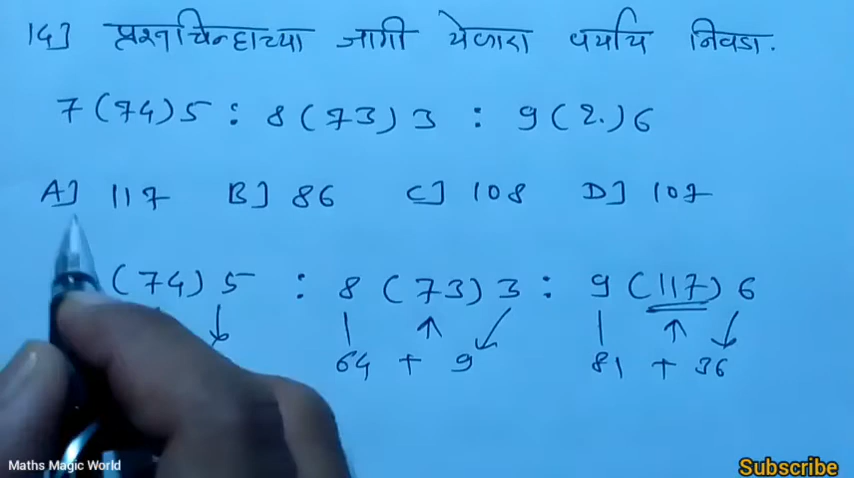 14] प्रश्नचिन्हाच्या जागी येणारा पर्याय निवडा.
7 (74) 5 : 8 (73) 3 : 9 (?) 6
A] 117 B] 86 C] 108 D] 107
(74) 5 : 8 (73) 3 : 9 (117) 6
64 + 9 81 + 36
Maths Magic World
Subscribe